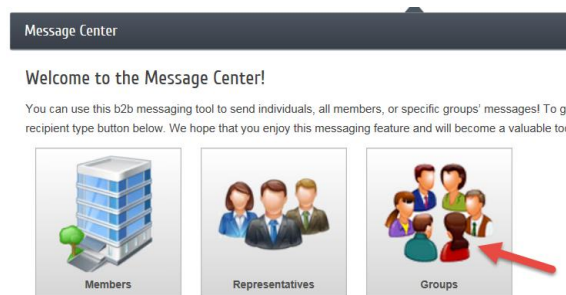 Message Center
Welcome to the Message Center!
You can use this b2b messaging tool to send individuals, all members, or specific groups' messages! To g
recipient type button below. We hope that you enjoy this messaging feature and will become a valuable to
Members Representatives Groups